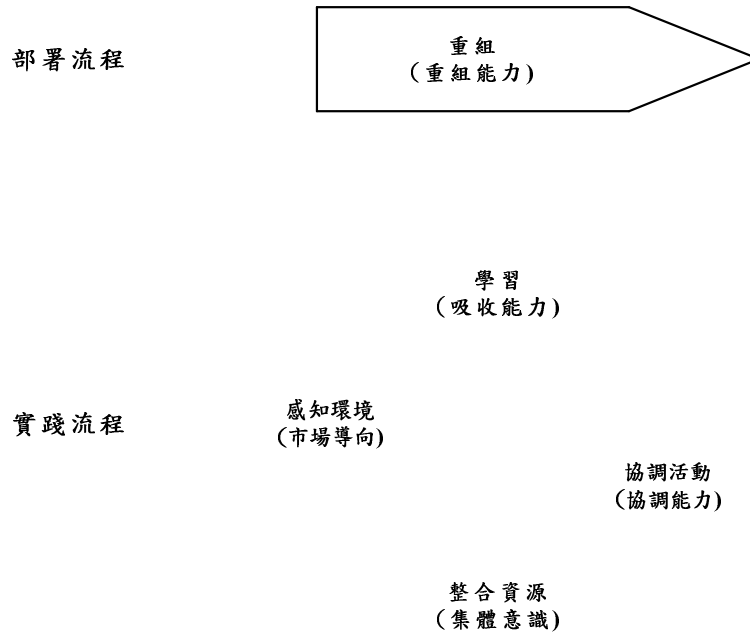 部署流程
重組
(重組能力)
學習
(吸收能力)
實踐流程
感知環境
(市場導向)
協調活動
(協調能力)
整合資源
(集體意識)